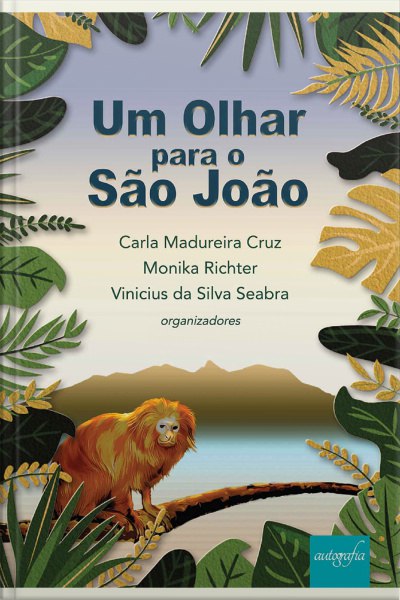 Um Olhar
para o
São João
Carla Madureira Cruz
Monika Richter
Vinicius da Silva Seabra
organizadores
autografia